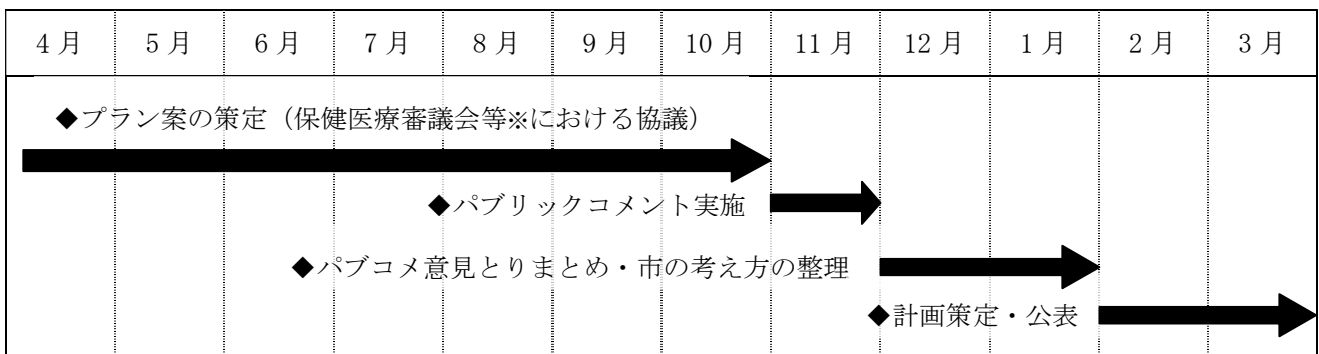 4月 5月 6月 7月 8月 9月 10月 11月 12月 1月 2月 3月
◆プラン案の策定（保健医療審議会等※における協議）
◆パブリックコメント実施
◆パブコメ意見とりまとめ・市の考え方の整理
◆計画策定・公表